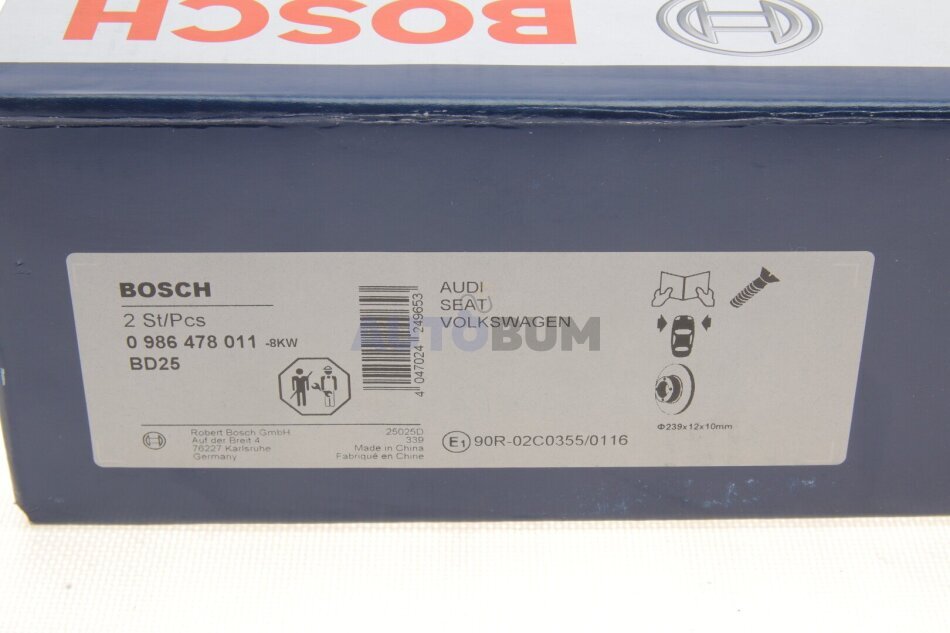 BOSCH
BOSCH
2 St/Pcs
0 986 478 011 -8KW
BD25
4 047024 249653
AUDI
SEAT
VOLKSWAGEN
AUTOBUM
Φ239x12x10mm
Robert Bosch GmbH
Auf der Breit 4
76227 Karlsruhe
Germany
25025D
339
Made in China
Fabriqué en Chine
E1 90R-02C0355/0116